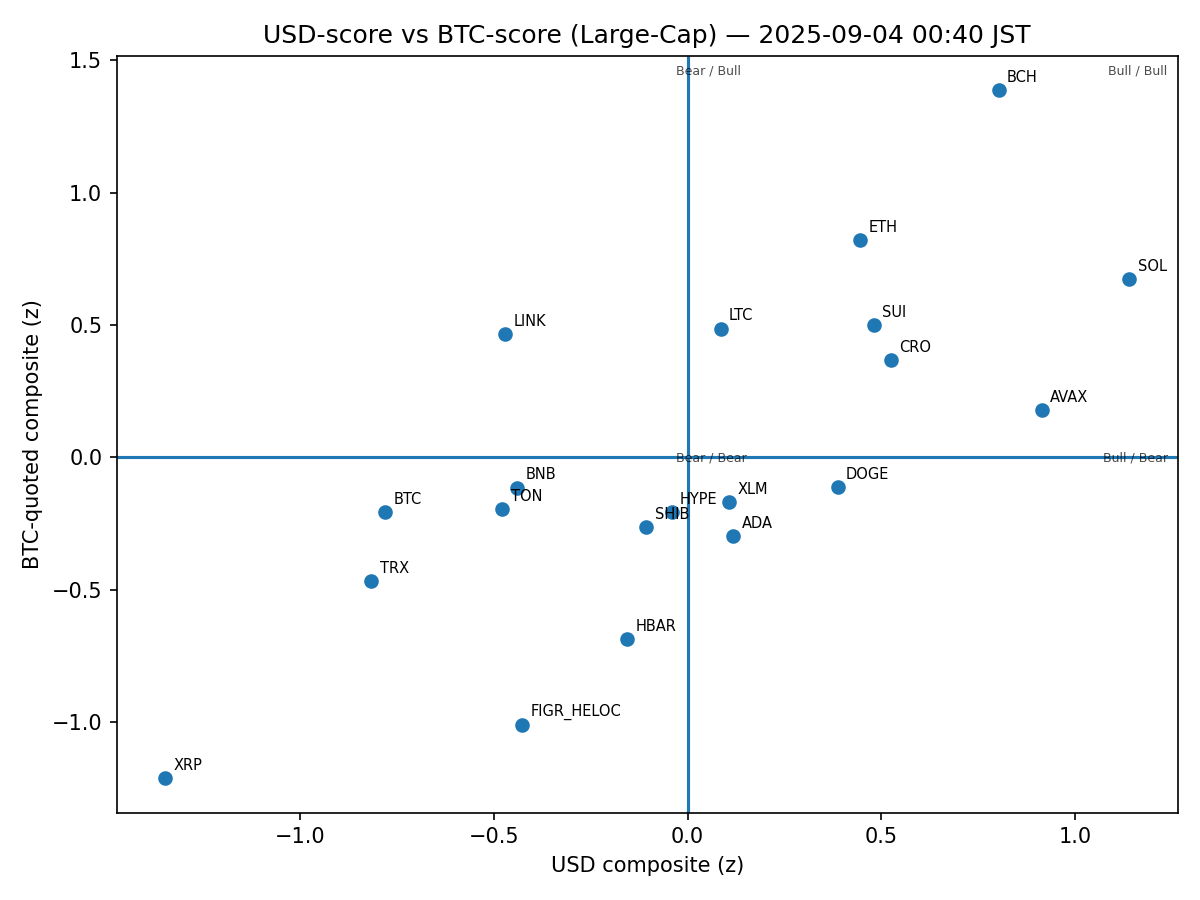 USD-score vs BTC-score (Large-Cap) — 2025-09-04 00:40 JST
1.5
Bear / Bull
Bull / Bull
BCH
1.0
ETH
SOL
0.5
LINK
LTC
SUI
CRO
AVAX
0.0
Bear / Bear
Bull / Bear
BNB
DOGE
TON
BTC
HYPE
XLM
SHIB
ADA
TRX
−0.5
HBAR
FIGR_HELOC
−1.0
XRP
−1.0
−0.5
0.0
0.5
1.0
USD composite (z)
BTC-quoted composite (z)